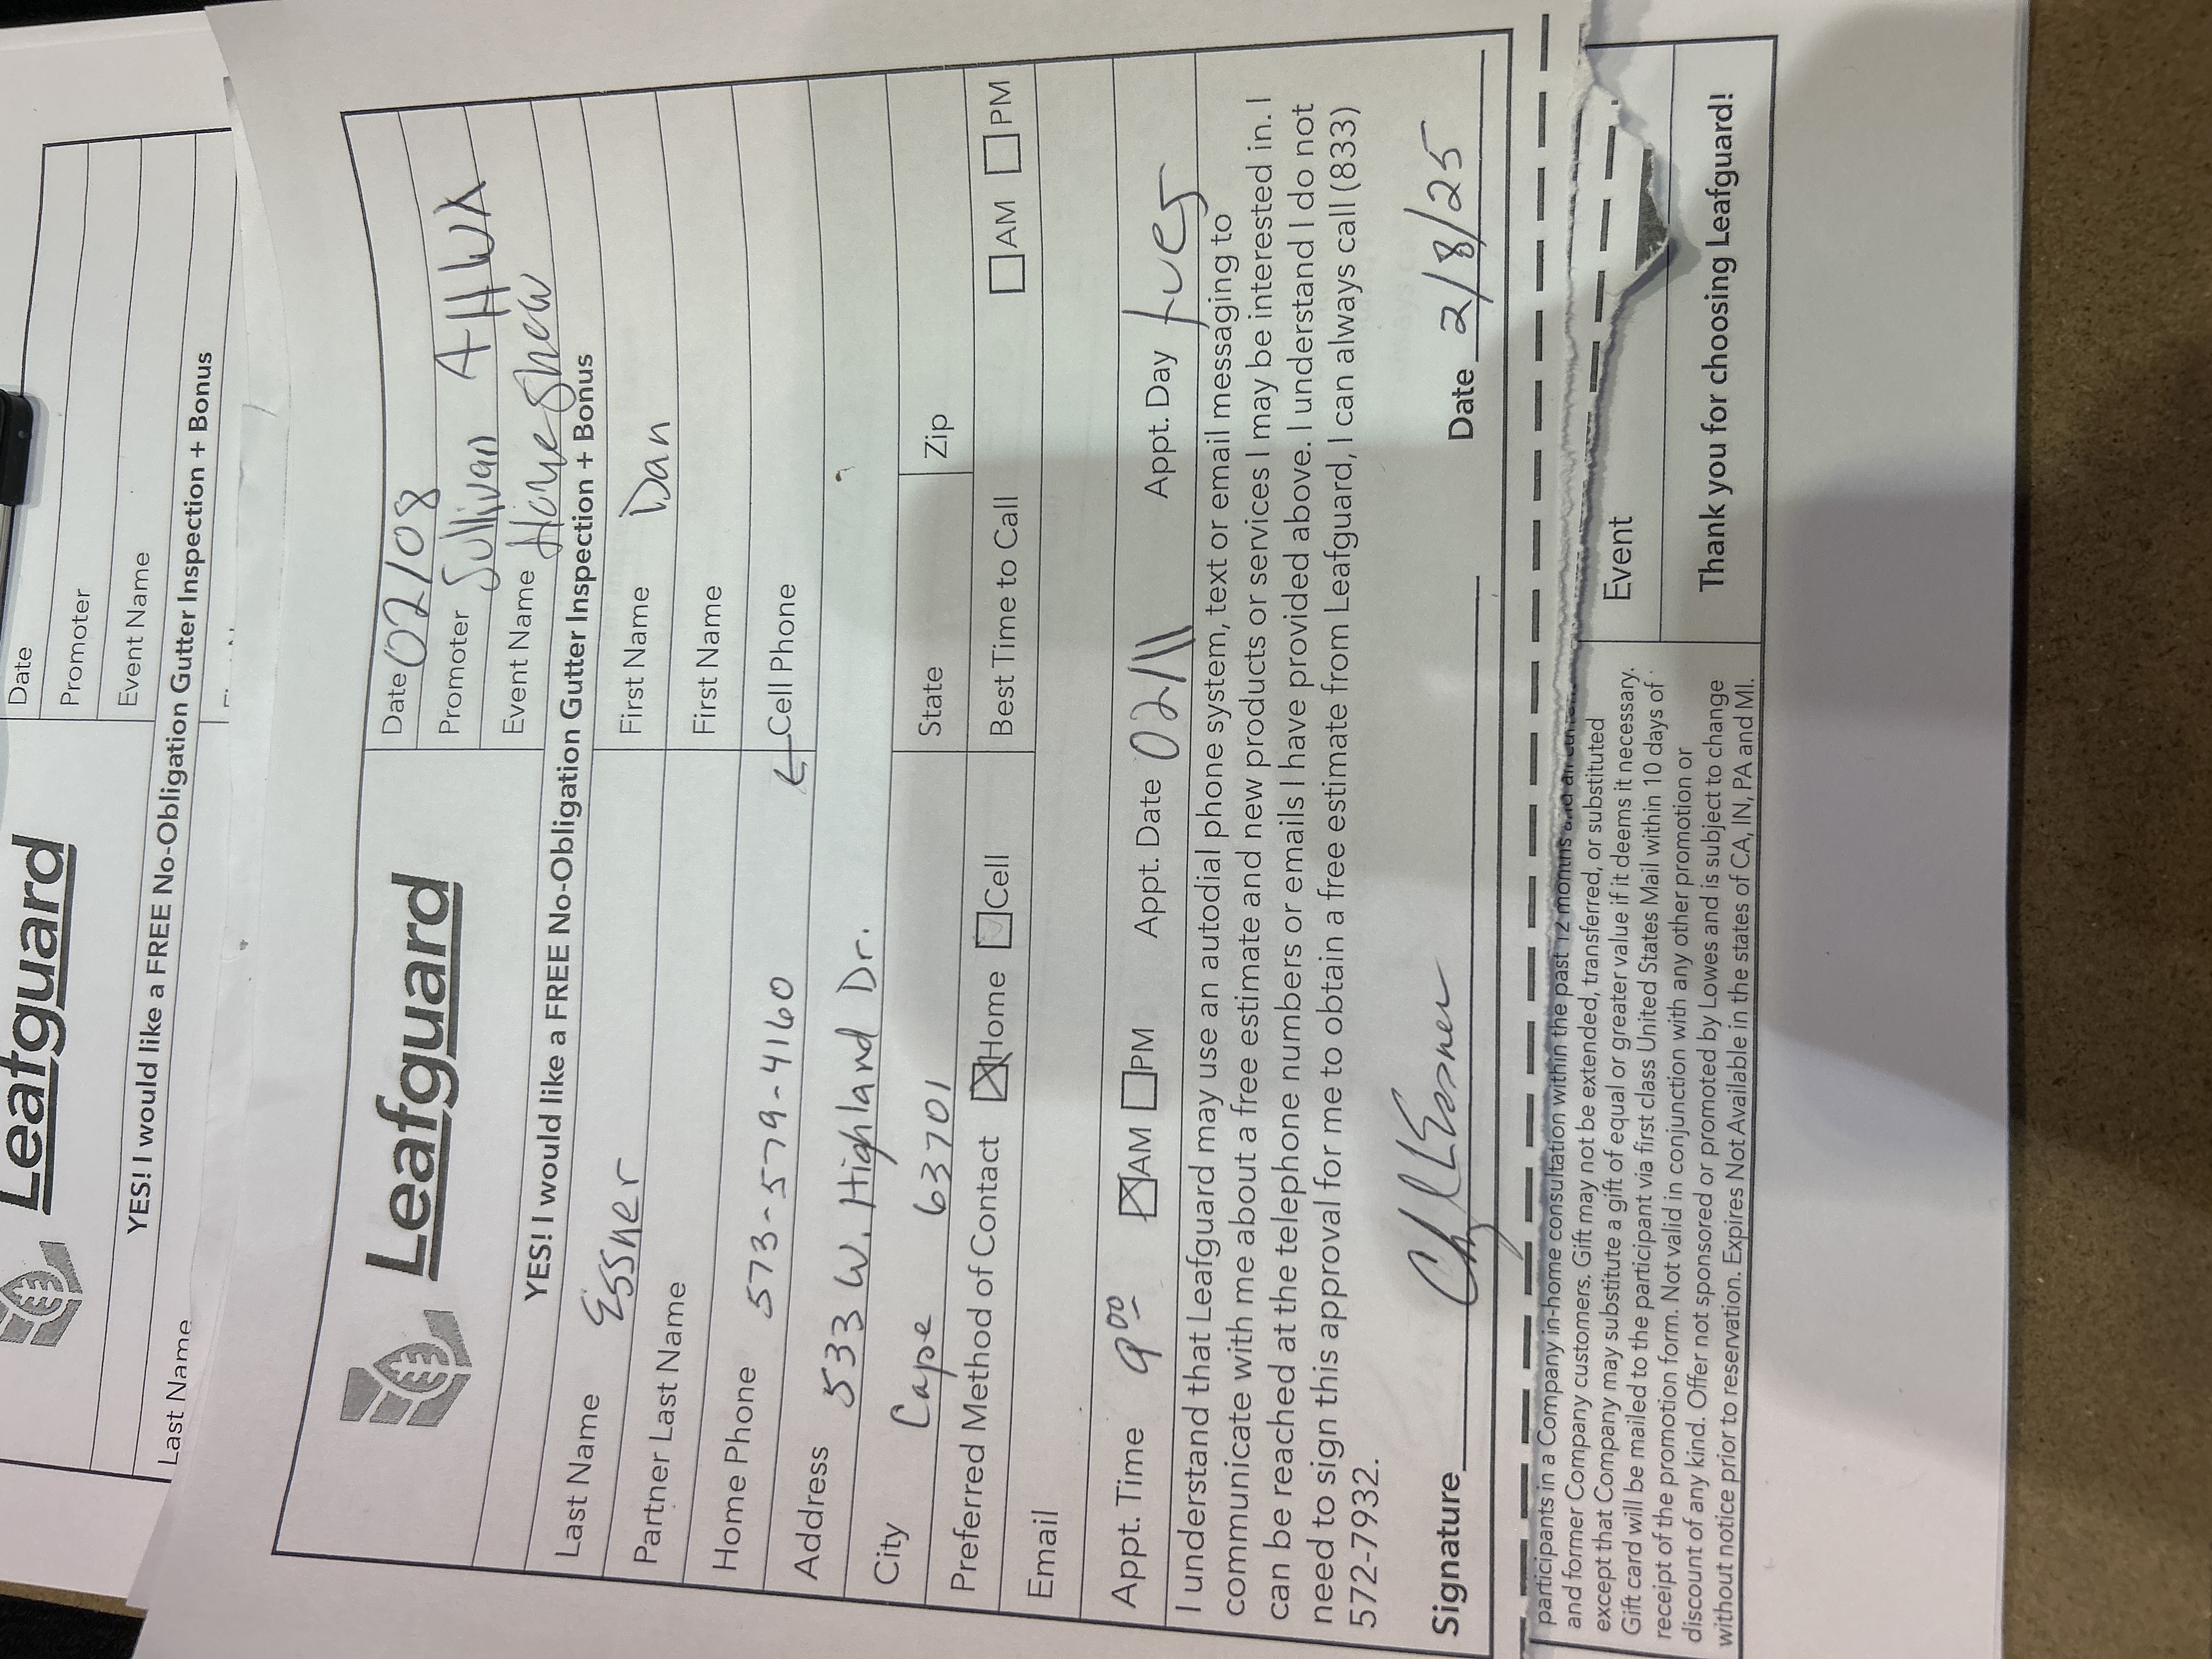 Leafguard
Date
Promoter
Event Name
YES! I would like a FREE No-Obligation Gutter Inspection + Bonus
Last Name
Leafguard
Date 02/08
Promoter Sullivan AHWX
Event Name Homeshow
YES! I would like a FREE No-Obligation Gutter Inspection + Bonus
Last Name Essner First Name Dan
Partner Last Name First Name
Home Phone 573-579-4160 ← Cell Phone
Address 533 W. Highland Dr.
City Cape 63701 State Zip
Preferred Method of Contact Home Cell Best Time to Call AM PM
Email
Appt. Time 9:00 AM PM Appt. Date 02/11 Appt. Day tues
I understand that Leafguard may use an autodial phone system, text or email messaging to
communicate with me about a free estimate and new products or services I may be interested in. I
can be reached at the telephone numbers or emails I have provided above. I understand I do not
need to sign this approval for me to obtain a free estimate from Leafguard, I can always call (833)
572-7932.
Signature Essner Date 2/8/25
participants in a Company in-home consultation within the past 12 months and all current
and former Company customers. Gift may not be extended, transferred, or substituted
except that Company may substitute a gift of equal or greater value if it deems it necessary.
Gift card will be mailed to the participant via first class United States Mail within 10 days of
receipt of the promotion form. Not valid in conjunction with any other promotion or
discount of any kind. Offer not sponsored or promoted by Lowes and is subject to change
without notice prior to reservation. Expires Not Available in the states of CA, IN, PA and MI.
Event
Thank you for choosing Leafguard!